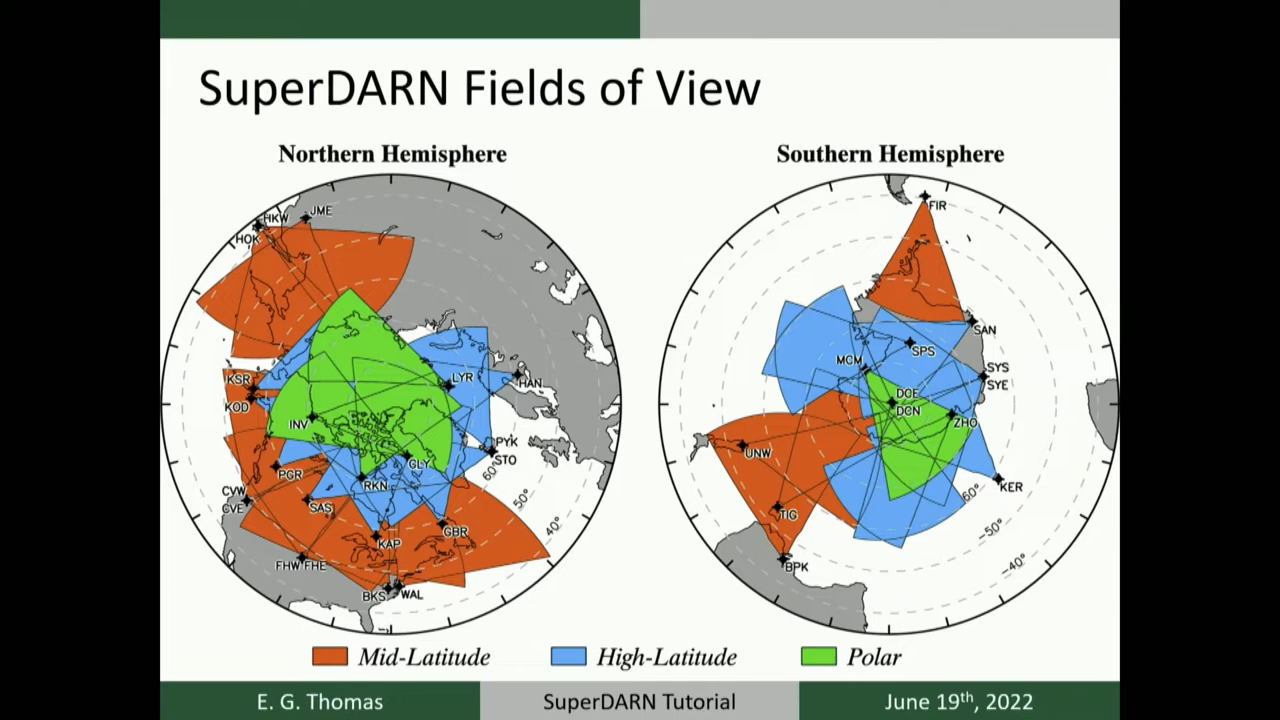 SuperDARN Fields of View
Northern Hemisphere
Southern Hemisphere
HKW
JME
HOK
KSR
KOD
INV
LYR
HAN
PYK
STO
PGR
GLY
RKN
CVW
CVE
SAS
KAP
GBR
FHW FHE
BKS
WAL
60°
50°
40°
FIR
SAN
SPS
MCM
SYS
SYE
DCE
DCN
ZHO
UNW
KER
TIG
BPK
-60°
-50°
-40°
Mid-Latitude
High-Latitude
Polar
E. G. Thomas
SuperDARN Tutorial
June 19th, 2022